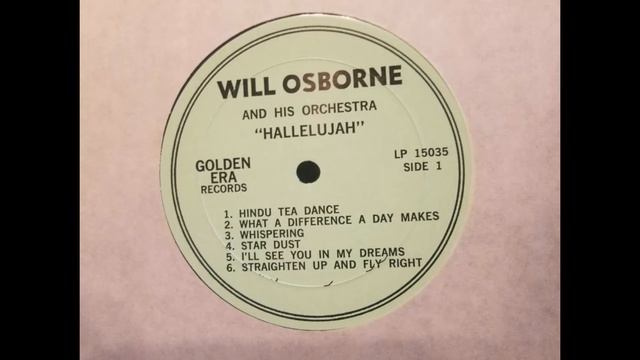 WILL OSBORNE
AND HIS ORCHESTRA
"HALLELUJAH"
GOLDEN
ERA
RECORDS
LP 15035
SIDE 1
1. HINDU TEA DANCE
2. WHAT A DIFFERENCE A DAY MAKES
3. WHISPERING
4. STAR DUST
5. I'LL SEE YOU IN MY DREAMS
6. STRAIGHTEN UP AND FLY RIGHT